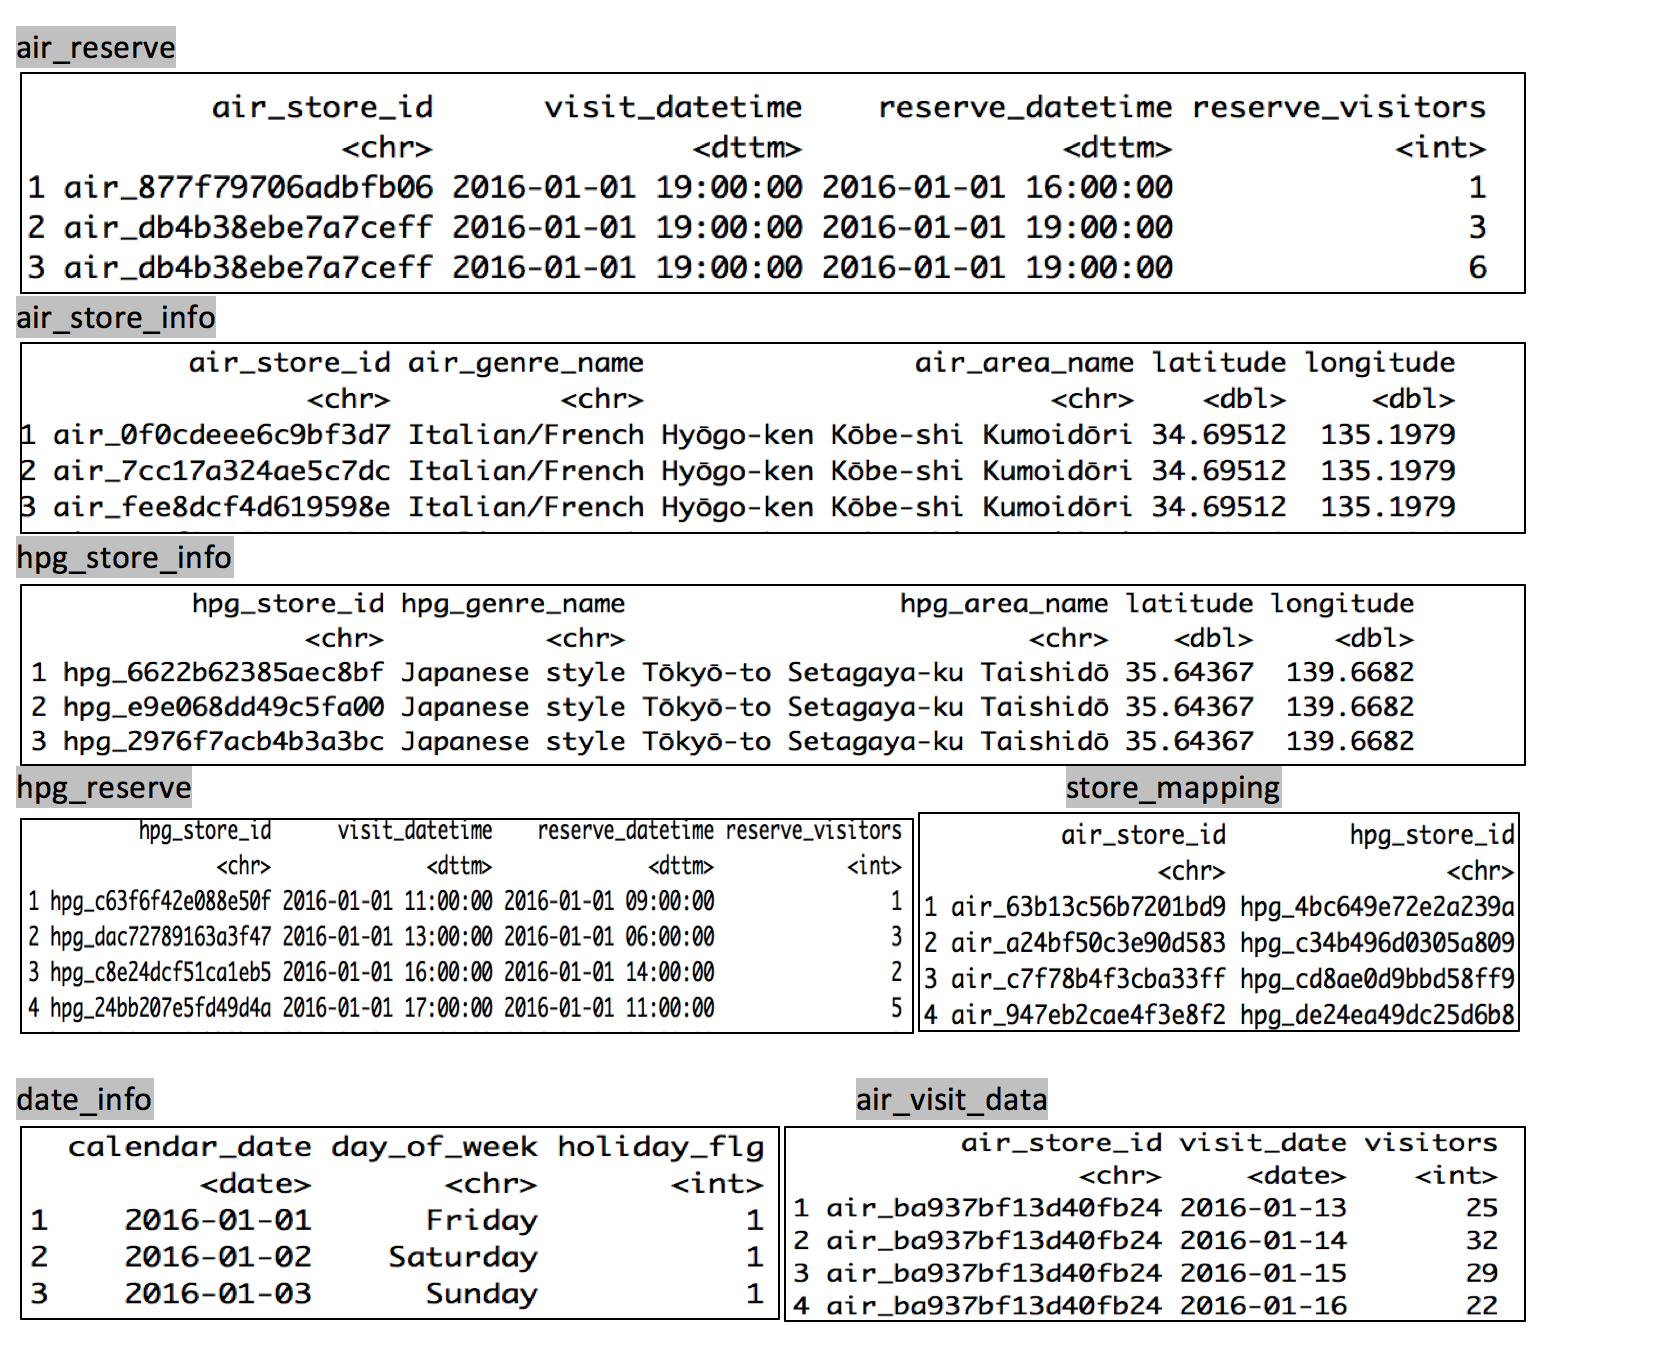 air_reserve
air_store_id visit_datetime reserve_datetime reserve_visitors
<chr> <dttm> <dttm> <int>
1 air_877f79706adbfb06 2016-01-01 19:00:00 2016-01-01 16:00:00 1
2 air_db4b38ebe7a7ceff 2016-01-01 19:00:00 2016-01-01 19:00:00 3
3 air_db4b38ebe7a7ceff 2016-01-01 19:00:00 2016-01-01 19:00:00 6
air_store_info
air_store_id air_genre_name air_area_name latitude longitude
<chr> <chr> <chr> <dbl> <dbl>
1 air_0f0cdeee6c9bf3d7 Italian/French Hyōgo-ken Kōbe-shi Kumoidōri 34.69512 135.1979
2 air_7cc17a324ae5c7dc Italian/French Hyōgo-ken Kōbe-shi Kumoidōri 34.69512 135.1979
3 air_fee8dcf4d619598e Italian/French Hyōgo-ken Kōbe-shi Kumoidōri 34.69512 135.1979
hpg_store_info
hpg_store_id hpg_genre_name hpg_area_name latitude longitude
<chr> <chr> <chr> <dbl> <dbl>
1 hpg_6622b62385aec8bf Japanese style Tōkyō-to Setagaya-ku Taishidō 35.64367 139.6682
2 hpg_e9e068dd49c5fa00 Japanese style Tōkyō-to Setagaya-ku Taishidō 35.64367 139.6682
3 hpg_2976f7acb4b3a3bc Japanese style Tōkyō-to Setagaya-ku Taishidō 35.64367 139.6682
hpg_reserve
hpg_store_id visit_datetime reserve_datetime reserve_visitors
<chr> <dttm> <dttm> <int>
1 hpg_c63f6f42e088e50f 2016-01-01 11:00:00 2016-01-01 09:00:00 1
2 hpg_dac72789163a3f47 2016-01-01 13:00:00 2016-01-01 06:00:00 3
3 hpg_c8e24dcf51ca1eb5 2016-01-01 16:00:00 2016-01-01 14:00:00 2
4 hpg_24bb207e5fd49d4a 2016-01-01 17:00:00 2016-01-01 11:00:00 5
store_mapping
air_store_id hpg_store_id
<chr> <chr>
1 air_63b13c56b7201bd9 hpg_4bc649e72e2a239a
2 air_a24bf50c3e90d583 hpg_c34b496d0305a809
3 air_c7f78b4f3cba33ff hpg_cd8ae0d9bbd58ff9
4 air_947eb2cae4f3e8f2 hpg_de24ea49dc25d6b8
date_info
calendar_date day_of_week holiday_flg
<date> <chr> <int>
1 2016-01-01 Friday 1
2 2016-01-02 Saturday 1
3 2016-01-03 Sunday 1
air_visit_data
air_store_id visit_date visitors
<chr> <date> <int>
1 air_ba937bf13d40fb24 2016-01-13 25
2 air_ba937bf13d40fb24 2016-01-14 32
3 air_ba937bf13d40fb24 2016-01-15 29
4 air_ba937bf13d40fb24 2016-01-16 22